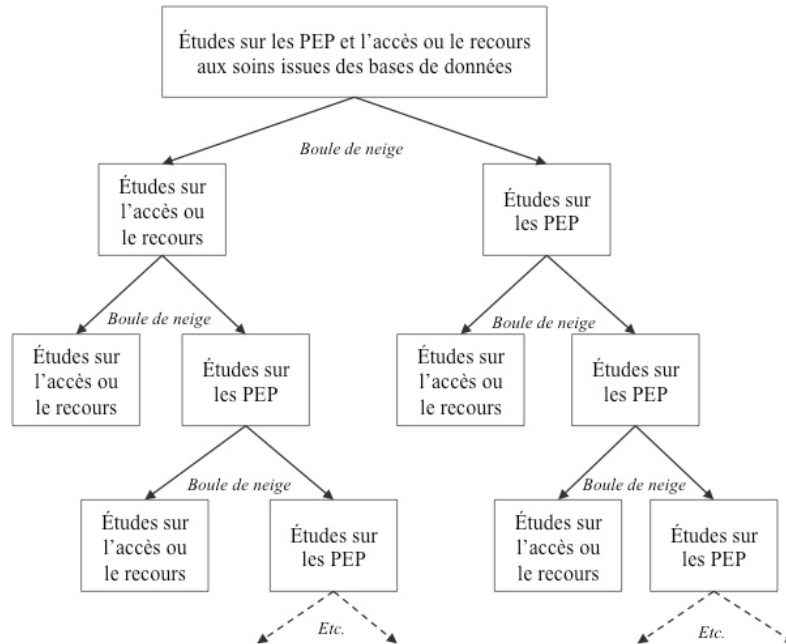 Études sur les PEP et l'accès ou le recours
aux soins issues des bases de données
Boule de neige
Études sur
l'accès ou
le recours
Études sur
les PEP
Boule de neige
Boule de neige
Études sur
l'accès ou
le recours
Études sur
les PEP
Études sur
l'accès ou
le recours
Études sur
les PEP
Boule de neige
Boule de neige
Études sur
l'accès ou
le recours
Études sur
les PEP
Études sur
l'accès ou
le recours
Études sur
les PEP
Etc.
Etc.